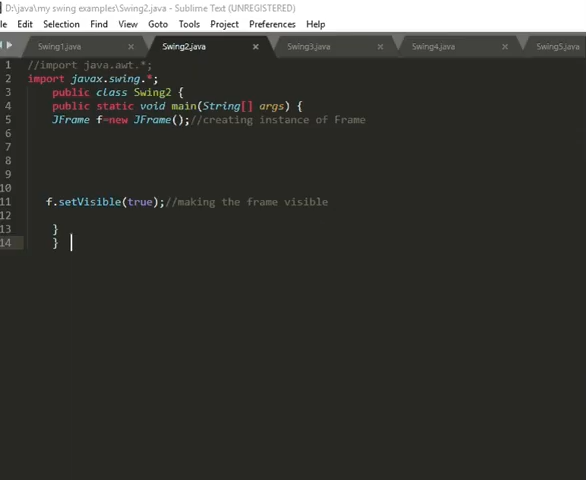 D:\java\my swing examples\Swing2.java - Sublime Text (UNREGISTERED)
Edit Selection Find View Goto Tools Project Preferences Help
Swing1.java × Swing2.java × Swing3.java × Swing4.java × Swing5.java
1 //import java.awt.*;
2 import javax.swing.*;
3 public class Swing2 {
4 public static void main(String[] args) {
5 JFrame f=new JFrame();//creating instance of Frame
6
7
8
9
10
11 f.setVisible(true);//making the frame visible
12
13 }
14 }